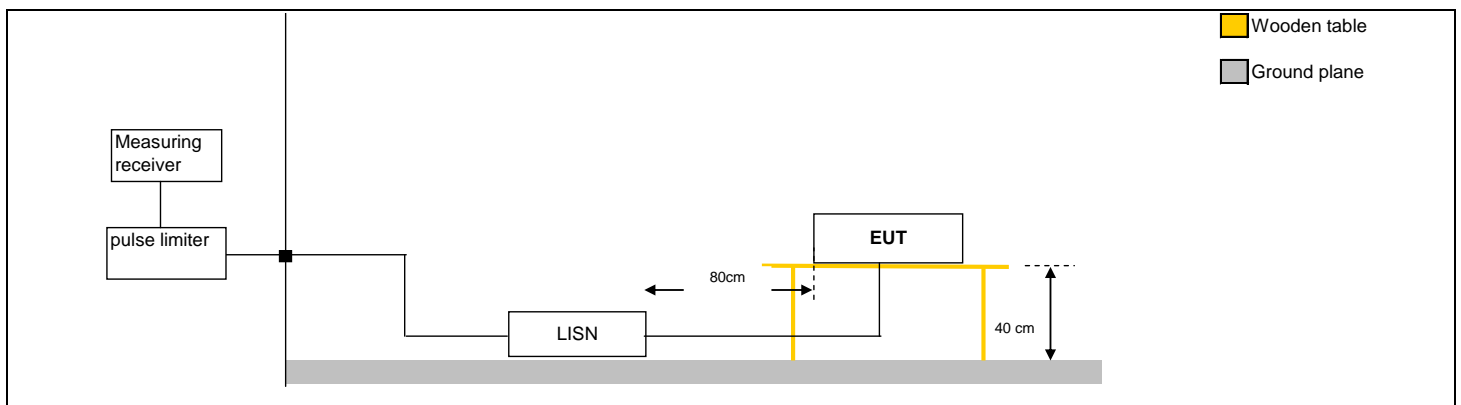 Wooden table
Ground plane
Measuring
receiver
pulse limiter
EUT
80cm
LISN
40 cm